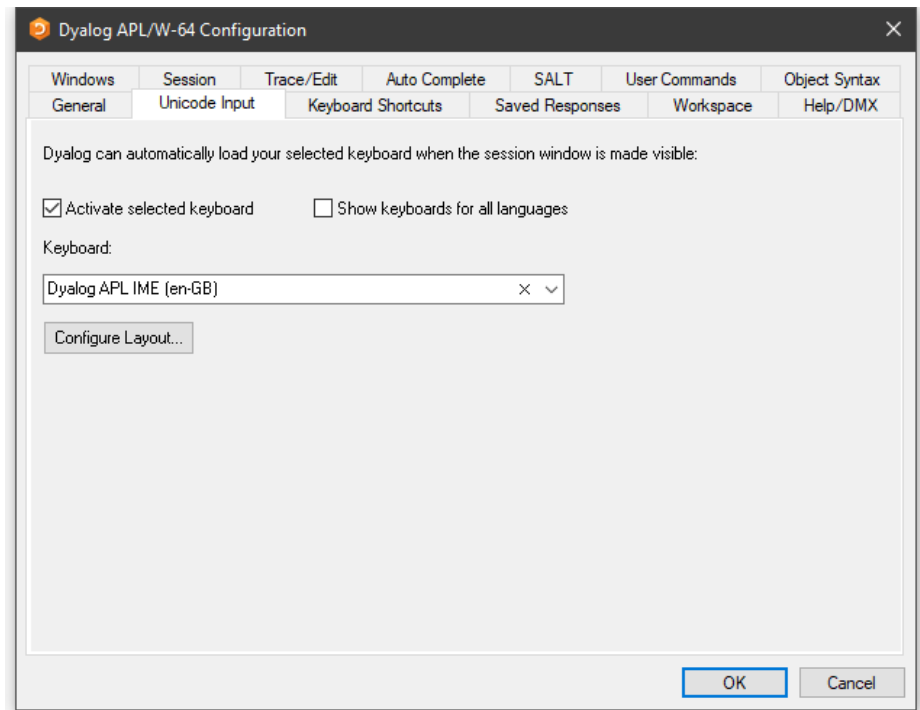 Dyalog APL/W-64 Configuration
Windows Session Trace/Edit Auto Complete SALT User Commands Object Syntax
General Unicode Input Keyboard Shortcuts Saved Responses Workspace Help/DMX
Dyalog can automatically load your selected keyboard when the session window is made visible:
Activate selected keyboard Show keyboards for all languages
Keyboard:
Dyalog APL IME (en-GB)
Configure Layout...
OK Cancel